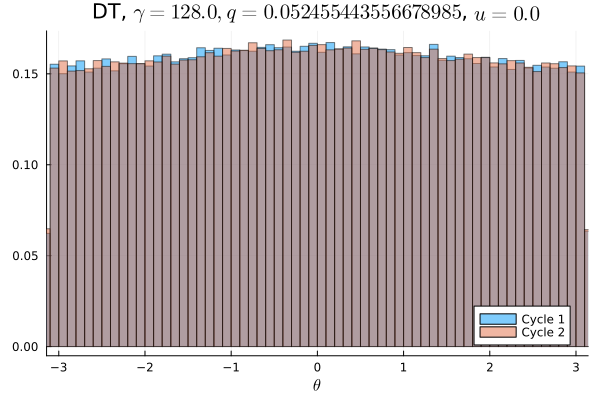 DT, γ = 128.0, q = 0.052455443556678985, u = 0.0
0.15
0.10
0.05
0.00
Cycle 1
Cycle 2
−3 −2 −1 0 1 2 3
θ